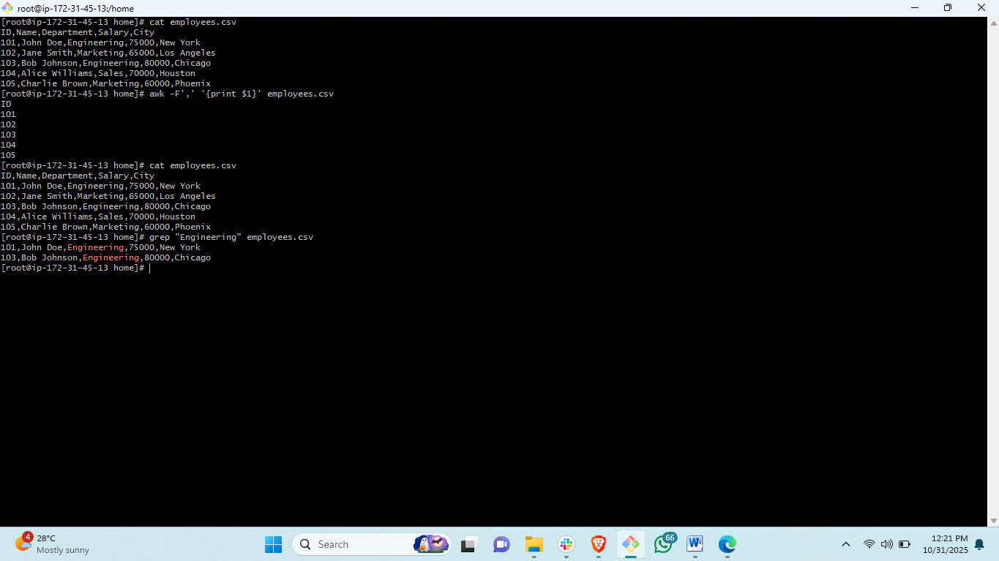 root@ip-172-31-45-13:/home
[root@ip-172-31-45-13 home]# cat employees.csv
ID,Name,Department,Salary,City
101,John Doe,Engineering,75000,New York
102,Jane Smith,Marketing,65000,Los Angeles
103,Bob Johnson,Engineering,80000,Chicago
104,Alice Williams,Sales,70000,Houston
105,Charlie Brown,Marketing,60000,Phoenix
[root@ip-172-31-45-13 home]# awk -F',' '{print $1}' employees.csv
ID
101
102
103
104
105
[root@ip-172-31-45-13 home]# cat employees.csv
ID,Name,Department,Salary,City
101,John Doe,Engineering,75000,New York
102,Jane Smith,Marketing,65000,Los Angeles
103,Bob Johnson,Engineering,80000,Chicago
104,Alice Williams,Sales,70000,Houston
105,Charlie Brown,Marketing,60000,Phoenix
[root@ip-172-31-45-13 home]# grep "Engineering" employees.csv
101,John Doe,Engineering,75000,New York
103,Bob Johnson,Engineering,80000,Chicago
[root@ip-172-31-45-13 home]#
4
28°C
Mostly sunny
Search
66
W
12:21 PM
10/31/2025